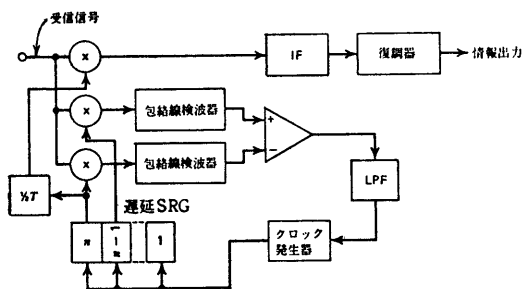 受信信号
×
IF
復調器
情報出力
×
包絡線検波器
+
×
包絡線検波器
−
½T
遅延SRG
LPF
n
n−1
1
クロック
発生器